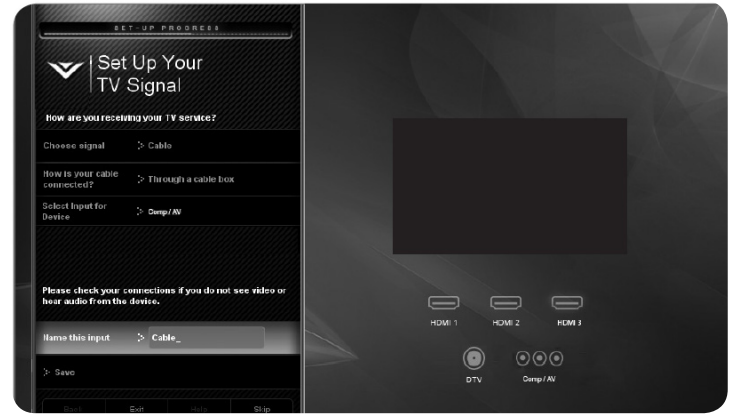 SET-UP PROGRESS
Set Up Your
TV Signal
How are you receiving your TV service?
Choose signal > Cable
How is your cable
connected? > Through a cable box
Select Input for
Device > Comp / AV
Please check your connections if you do not see video or
hear audio from the device.
Name this input > Cable_
> Save
Back Exit Help Skip
HDMI 1 HDMI 2 HDMI 3
DTV Comp / AV